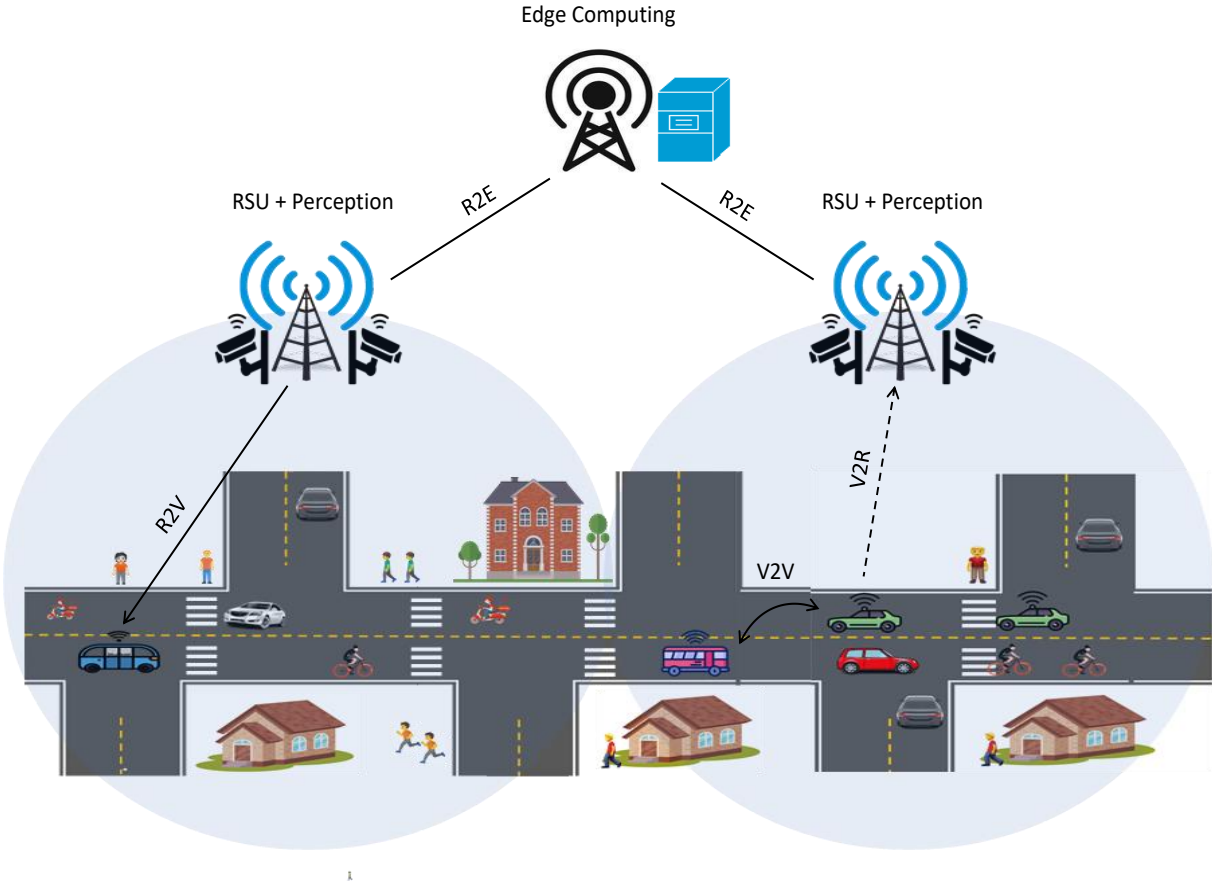 Edge Computing
R2E
R2E
RSU + Perception
RSU + Perception
R2V
V2R
V2V